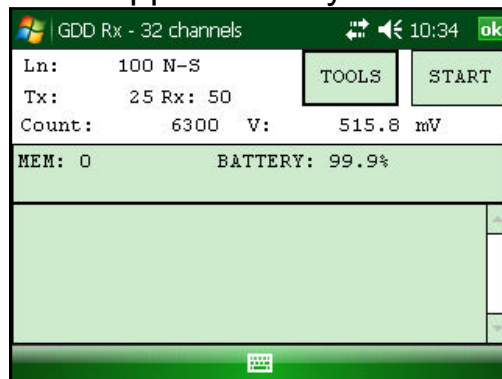 GDD Rx - 32 channels 10:34 ok
Ln: 100 N-S
TOOLS START
Tx: 25 Rx: 50
Count: 6300 V: 515.8 mV
MEM: 0 BATTERY: 99.9%